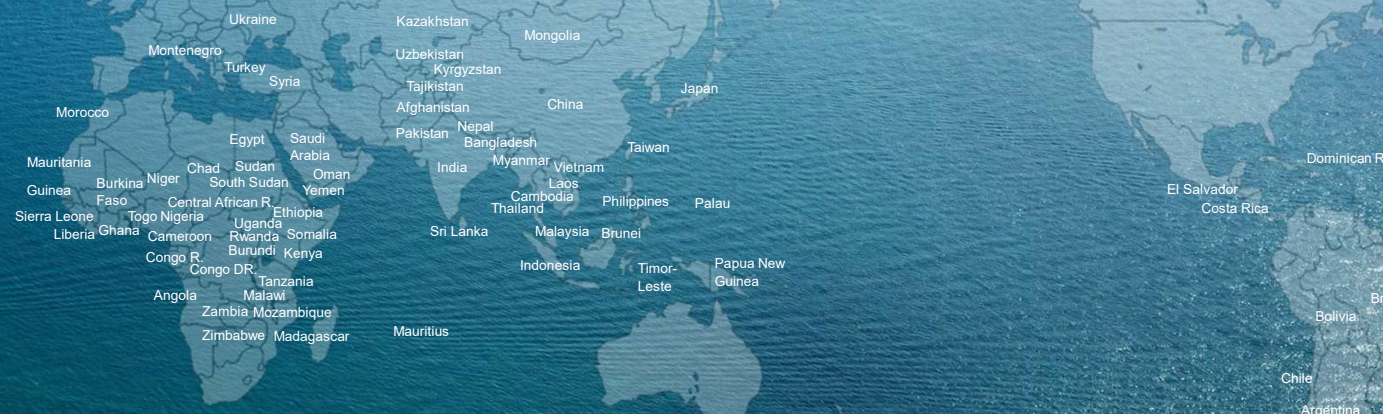 Ukraine
Kazakhstan
Mongolia
Montenegro
Uzbekistan
Turkey
Kyrgyzstan
Syria
Tajikistan
Japan
Afghanistan
China
Morocco
Pakistan
Nepal
Egypt
Saudi
Arabia
Bangladesh
Taiwan
Mauritania
Chad
Sudan
India
Myanmar
Vietnam
Dominican R
Niger
Oman
Burkina
Faso
South Sudan
Laos
Guinea
Yemen
El Salvador
Cambodia
Central African R.
Philippines
Palau
Thailand
Costa Rica
Sierra Leone
Togo
Nigeria
Ethiopia
Uganda
Liberia
Ghana
Cameroon
Rwanda
Somalia
Sri Lanka
Malaysia
Brunei
Burundi
Kenya
Congo R.
Congo DR.
Indonesia
Timor-
Leste
Papua New
Guinea
Tanzania
Angola
Malawi
Br
Zambia
Mozambique
Bolivia
Zimbabwe
Madagascar
Mauritius
Chile
Argentina